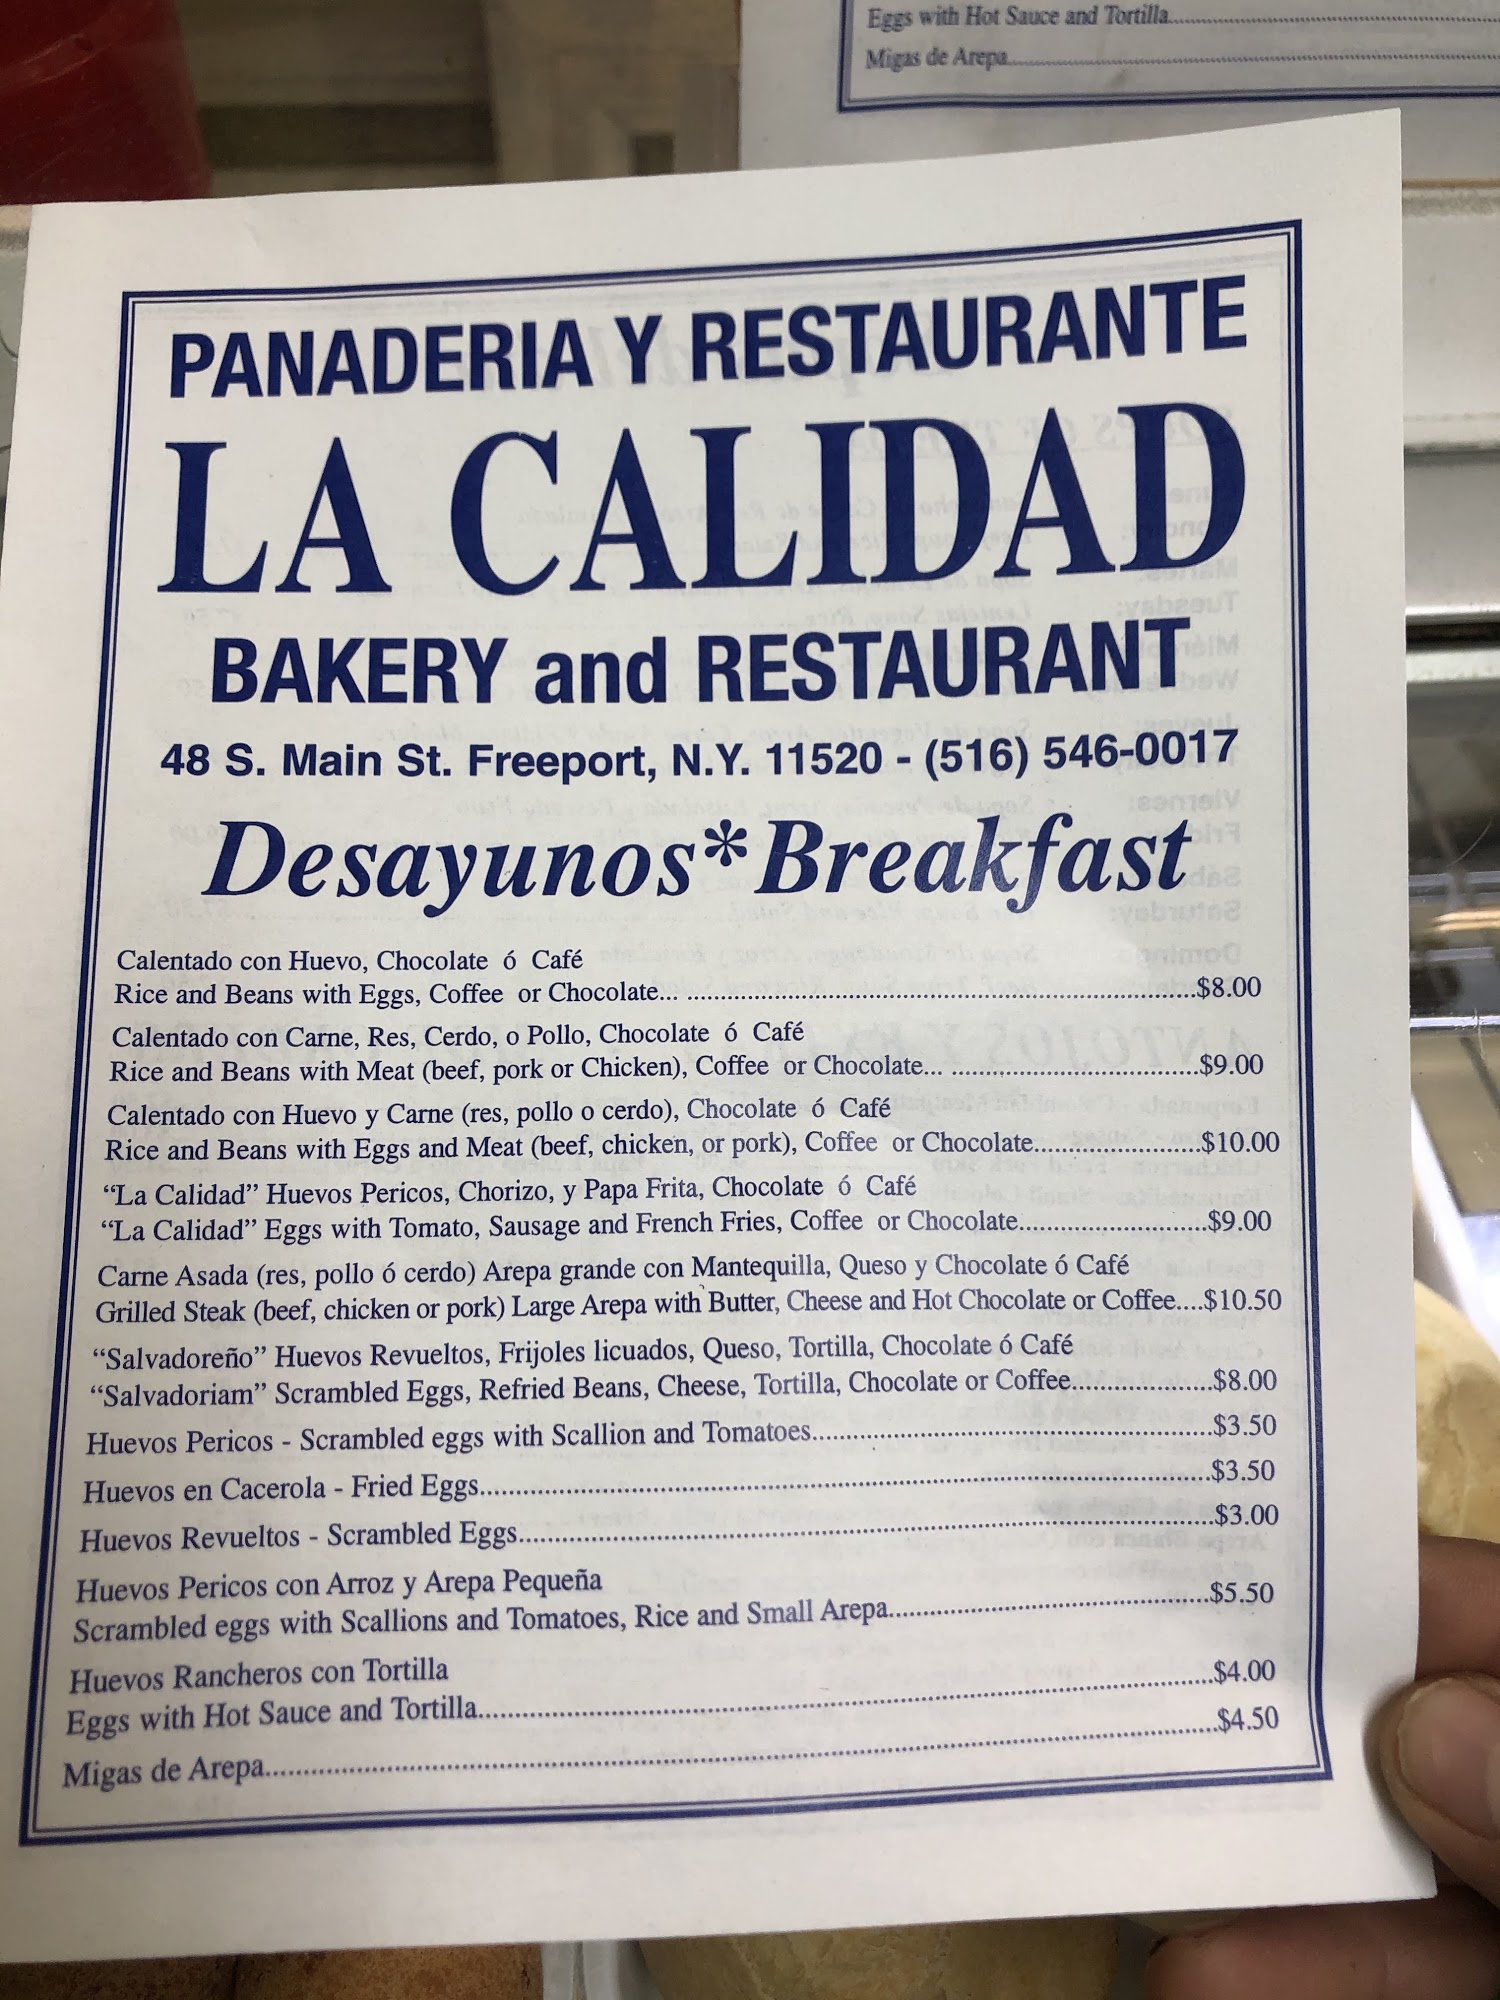 Eggs with Hot Sauce and Tortilla
Migas de Arepa
PANADERIA Y RESTAURANTE
LA CALIDAD
BAKERY and RESTAURANT
48 S. Main St. Freeport, N.Y. 11520 - (516) 546-0017
Desayunos*Breakfast
Calentado con Huevo, Chocolate ó Café
Rice and Beans with Eggs, Coffee or Chocolate... $8.00
Calentado con Carne, Res, Cerdo, o Pollo, Chocolate ó Café
Rice and Beans with Meat (beef, pork or Chicken), Coffee or Chocolate... $9.00
Calentado con Huevo y Carne (res, pollo o cerdo), Chocolate ó Café
Rice and Beans with Eggs and Meat (beef, chicken, or pork), Coffee or Chocolate...$10.00
“La Calidad” Huevos Pericos, Chorizo, y Papa Frita, Chocolate ó Café
“La Calidad” Eggs with Tomato, Sausage and French Fries, Coffee or Chocolate...$9.00
Carne Asada (res, pollo ó cerdo) Arepa grande con Mantequilla, Queso y Chocolate ó Café
Grilled Steak (beef, chicken or pork) Large Arepa with Butter, Cheese and Hot Chocolate or Coffee....$10.50
“Salvadoreño” Huevos Revueltos, Frijoles licuados, Queso, Tortilla, Chocolate ó Café
“Salvadoriam” Scrambled Eggs, Refried Beans, Cheese, Tortilla, Chocolate or Coffee...$8.00
Huevos Pericos - Scrambled eggs with Scallion and Tomatoes...$3.50
Huevos en Cacerola - Fried Eggs...$3.50
Huevos Revueltos - Scrambled Eggs...$3.00
Huevos Pericos con Arroz y Arepa Pequeña
Scrambled eggs with Scallions and Tomatoes, Rice and Small Arepa...$5.50
Huevos Rancheros con Tortilla
Eggs with Hot Sauce and Tortilla...$4.00
Migas de Arepa...$4.50